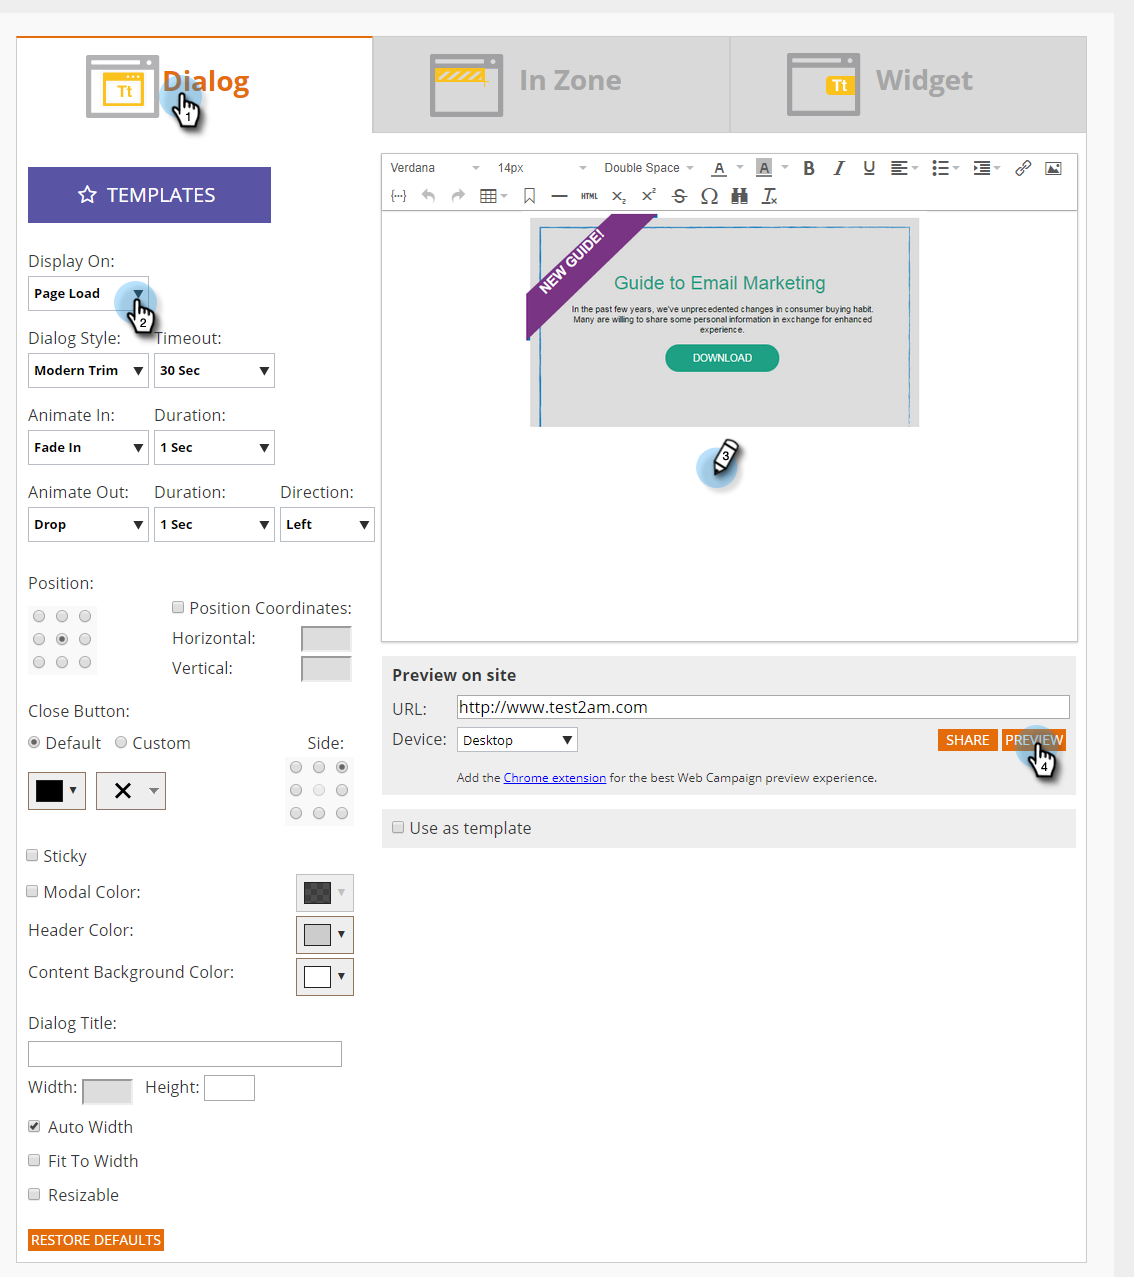 Tt
Dialog
1
In Zone
Tt
Widget
TEMPLATES
Display On:
Page Load
2
Dialog Style: Timeout:
Modern Trim 30 Sec
Animate In: Duration:
Fade In 1 Sec
Animate Out: Duration: Direction:
Drop 1 Sec Left
Position:
Position Coordinates:
Horizontal:
Vertical:
Close Button:
Default Custom Side:
Sticky
Modal Color:
Header Color:
Content Background Color:
Dialog Title:
Width: Height:
Auto Width
Fit To Width
Resizable
RESTORE DEFAULTS
Verdana 14px Double Space A A B I U
HTML X₂ X² S Ω Tx
NEW GUIDE!
Guide to Email Marketing
In the past few years, we've unprecedented changes in consumer buying habit.
Many are willing to share some personal information in exchange for enhanced
experience.
DOWNLOAD
3
Preview on site
URL: http://www.test2am.com
Device: Desktop SHARE PREVIEW
4
Add the Chrome extension for the best Web Campaign preview experience.
Use as template